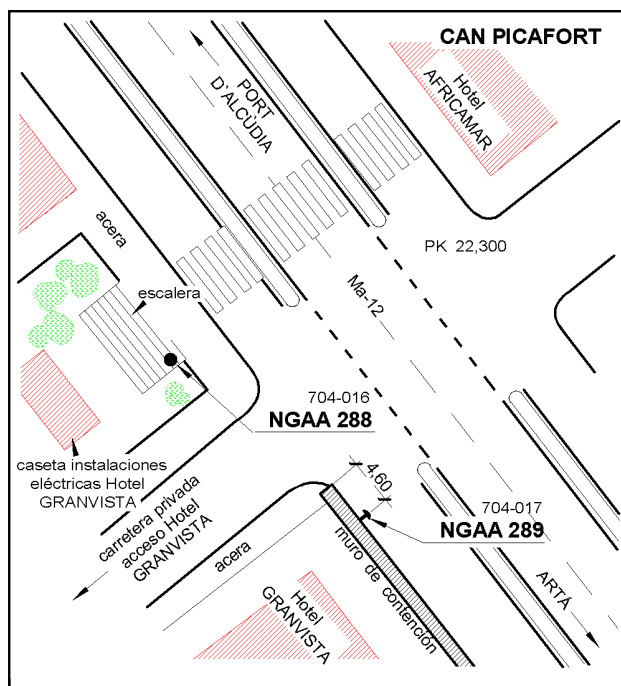 CAN PICAFORT
PORT
D'ALCÚDIA
Hotel
AFRICAMAR
acera
PK 22,300
Ma-12
escalera
704-016
NGAA 288
caseta instalaciones
eléctricas Hotel
GRANVISTA
4,60
704-017
NGAA 289
carretera privada
acceso Hotel
GRANVISTA
acera
muro de contención
Hotel
GRANVISTA
ARTÁ